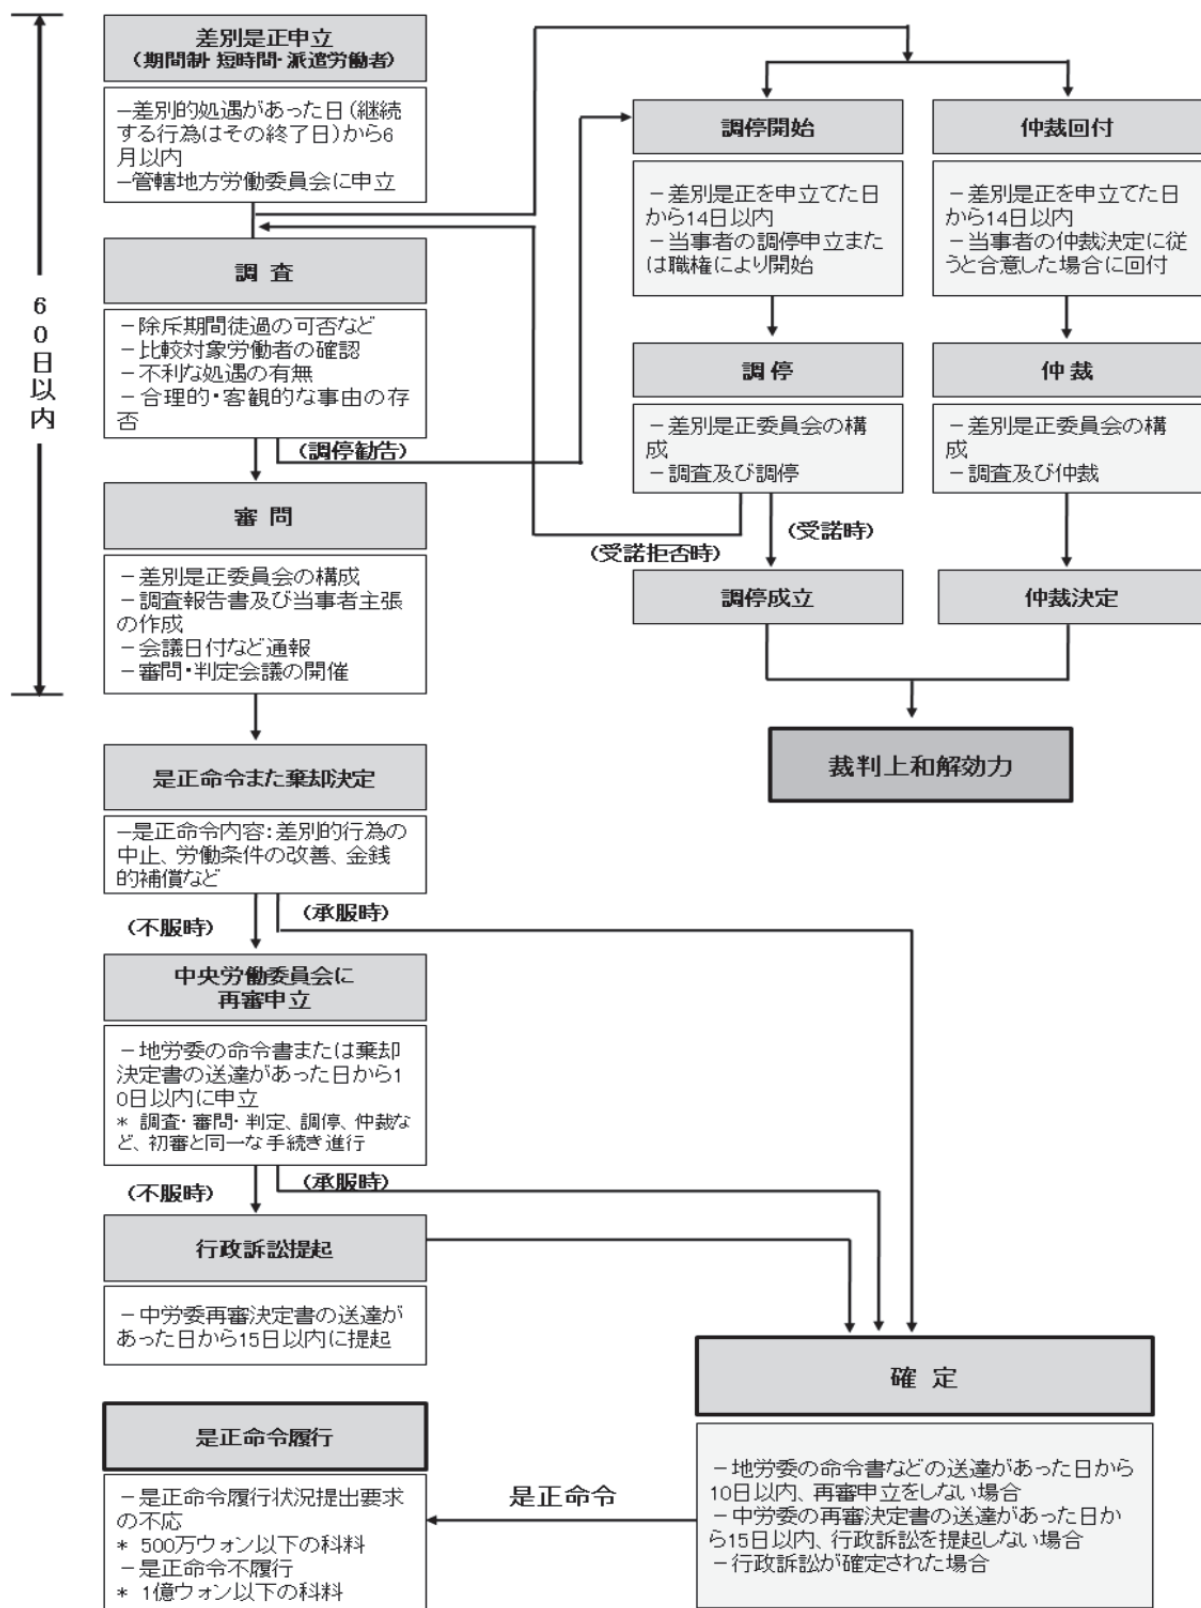 60日以内
差別是正申立
(期間制・短時間・派遣労働者)
－差別的処遇があった日(継続
する行為はその終了日)から6
月以内
－管轄地方労働委員会に申立
調 査
－除斥期間徒過の可否など
－比較対象労働者の確認
－不利な処遇の有無
－合理的・客観的な事由の存
否
(調停勧告)
審 問
－差別是正委員会の構成
－調査報告書及び当事者主張
の作成
－会議日付など通報
－審問・判定会議の開催
是正命令また棄却決定
－是正命令内容:差別的行為の
中止、労働条件の改善、金銭
的補償など
(不服時)
(承服時)
中央労働委員会に
再審申立
－地労委の命令書または棄却
決定書の送達があった日から1
0日以内に申立
* 調査・審問・判定、調停、仲裁な
ど、初審と同一な手続き進行
(不服時)
(承服時)
行政訴訟提起
－中労委再審決定書の送達が
あった日から15日以内に提起
調停開始
－差別是正を申立てた日
から14日以内
－当事者の調停申立また
は職権により開始
調 停
－差別是正委員会の構
成
－調査及び調停
(受諾拒否時)
(受諾時)
調停成立
仲裁回付
－差別是正を申立てた日
から14日以内
－当事者の仲裁決定に従
うと合意した場合に回付
仲 裁
－差別是正委員会の構
成
－調査及び仲裁
仲裁決定
裁判上和解効力
確 定
－地労委の命令書などの送達があった日から
10日以内、再審申立をしない場合
－中労委の再審決定書の送達があった日か
ら15日以内、行政訴訟を提起しない場合
－行政訴訟が確定された場合
是正命令
是正命令履行
－是正命令履行状況提出要求
の不応
* 500万ウォン以下の科料
－是正命令不履行
* 1億ウォン以下の科料